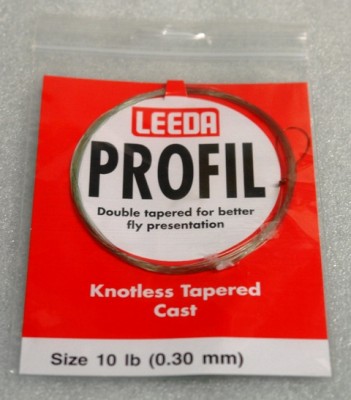 LEEDA
PROFIL
Double tapered for better
fly presentation
Knotless Tapered
Cast
Size 10 lb (0.30 mm)